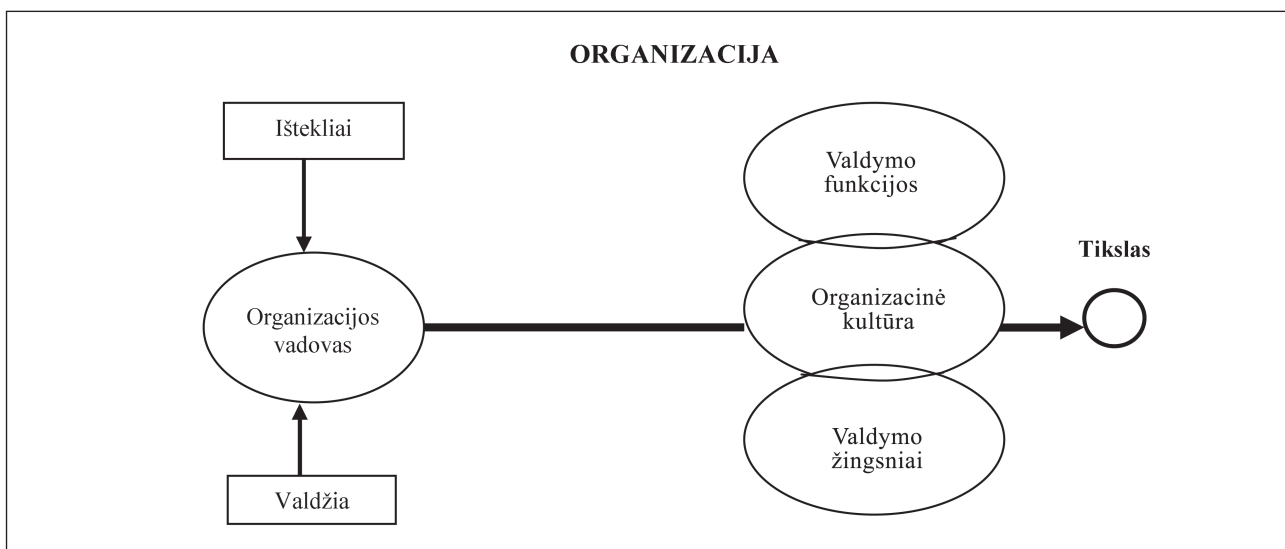 ORGANIZACIJA
Ištekliai
Organizacijos
vadovas
Valdžia
Valdymo
funkcijos
Organizacinė
kultūra
Valdymo
žingsniai
Tikslas